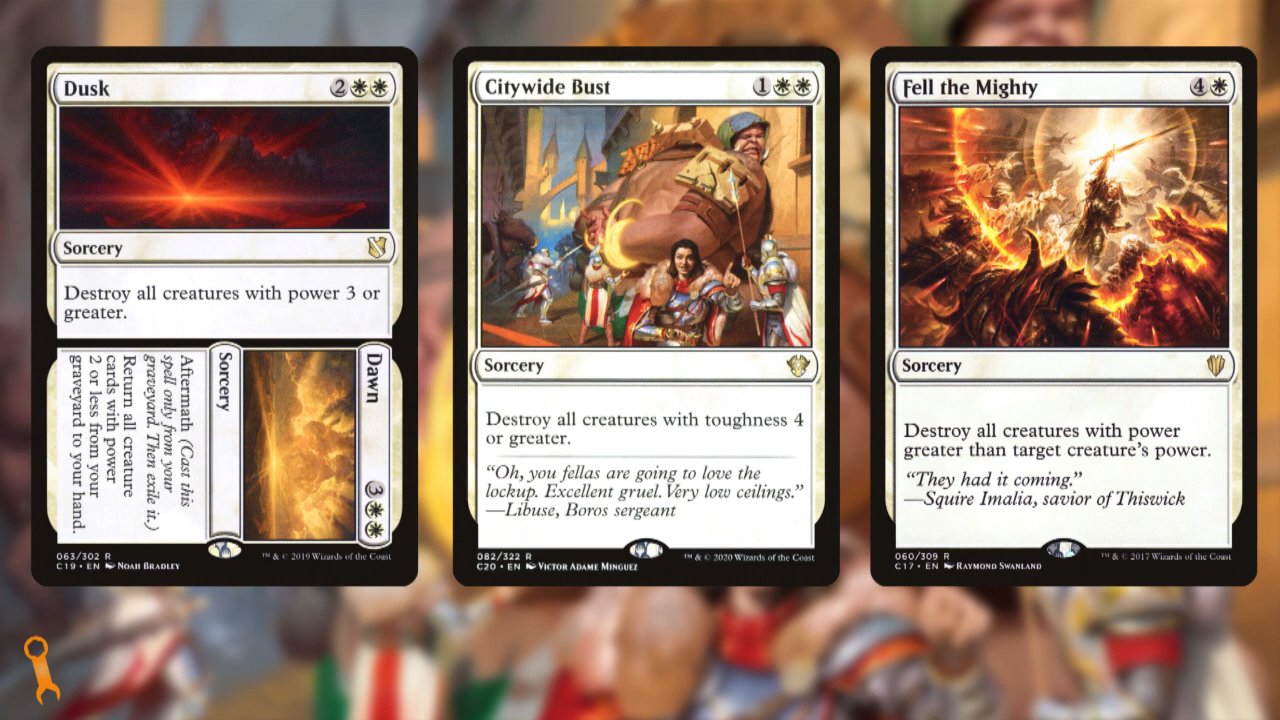 Dusk
2
Sorcery
Destroy all creatures with power 3 or
greater.
Dawn
3
Sorcery
Aftermath (Cast this
spell only from your
graveyard. Then exile it.)
Return all creature
cards with power
2 or less from your
graveyard to your hand.
063/302 R
C19 • EN NOAH BRADLEY
™ & © 2019 Wizards of the Coast
Citywide Bust
1
Sorcery
Destroy all creatures with toughness 4
or greater.
“Oh, you fellas are going to love the
lockup. Excellent gruel. Very low ceilings.”
—Libuse, Boros sergeant
082/322 R
C20 • EN VICTOR ADAME MINGUEZ
™ & © 2020 Wizards of the Coast
Fell the Mighty
4
Sorcery
Destroy all creatures with power
greater than target creature’s power.
“They had it coming.”
—Squire Imalia, savior of Thiswick
060/309 R
C17 • EN RAYMOND SWANLAND
™ & © 2017 Wizards of the Coast